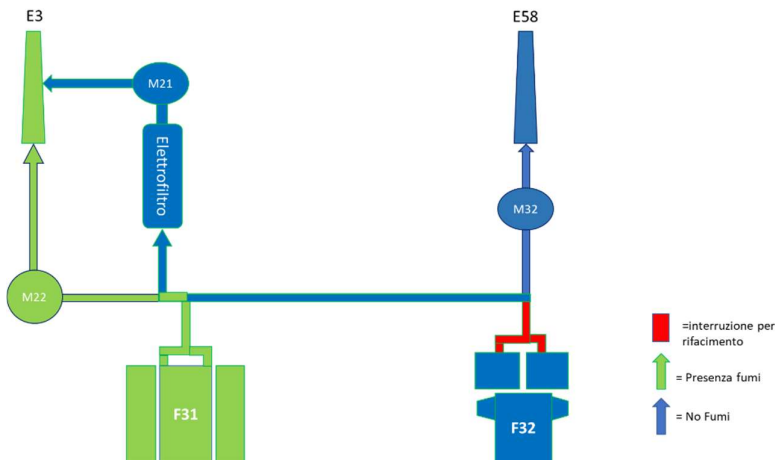 E3
E58
M21
Elettrofiltro
M32
M22
F31
F32
=interruzione per
rifacimento
= Presenza fumi
= No Fumi